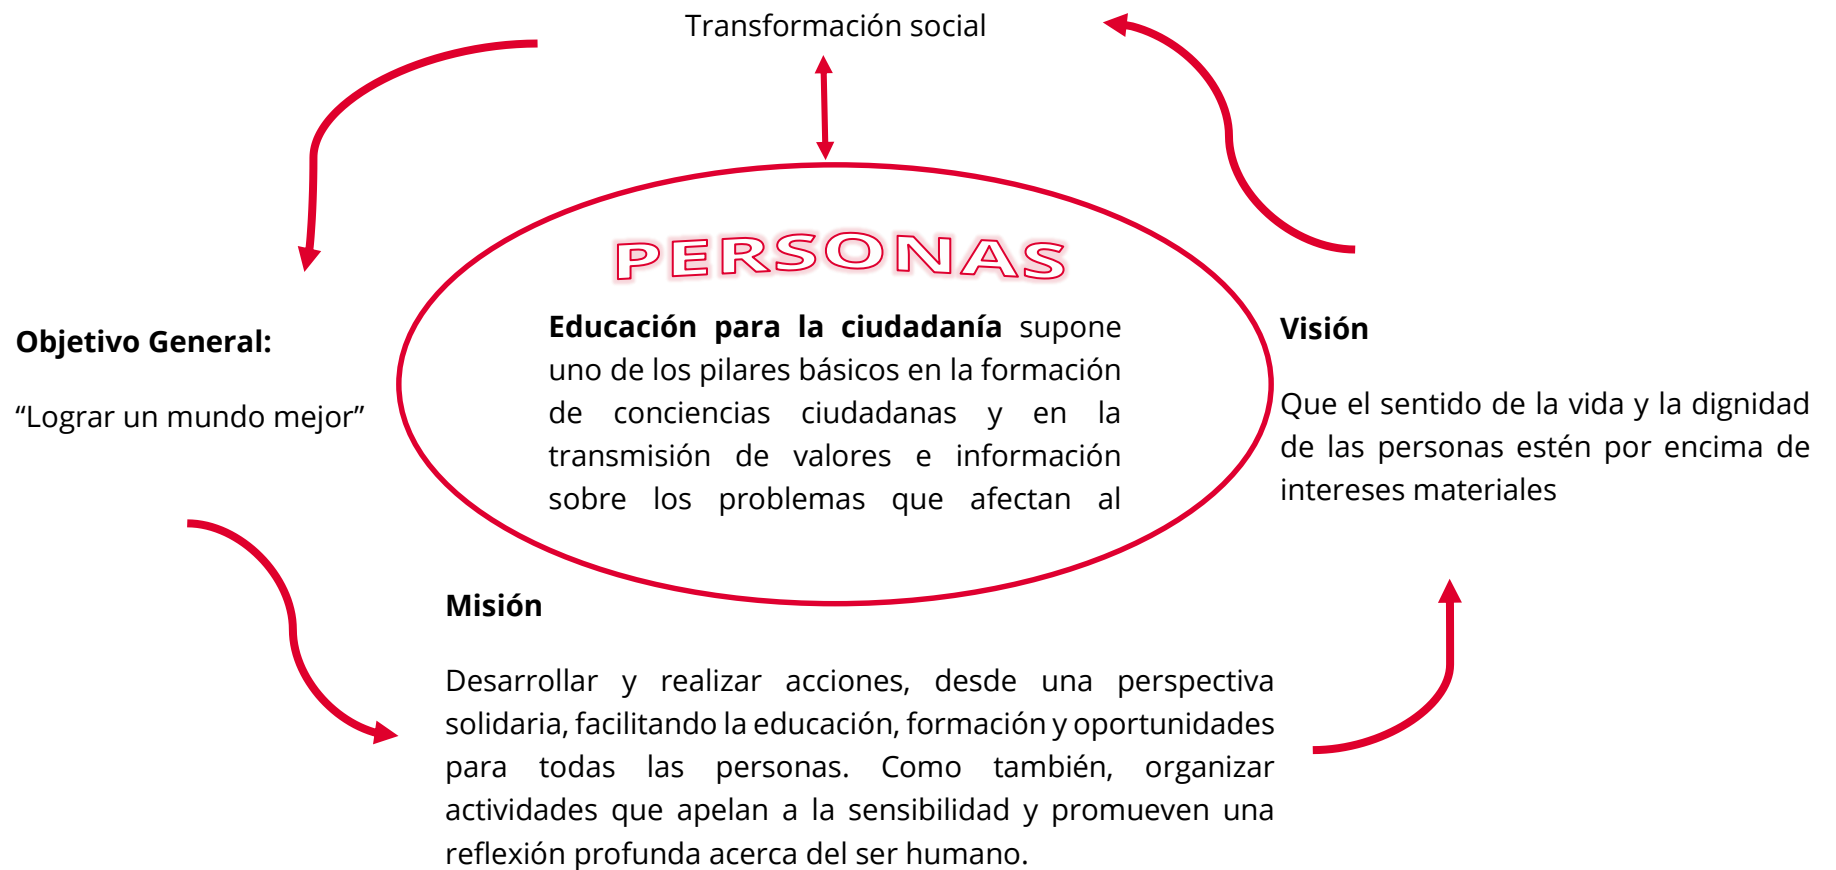 Transformación social
PERSONAS
Educación para la ciudadanía supone
uno de los pilares básicos en la formación
de conciencias ciudadanas y en la
transmisión de valores e información
sobre los problemas que afectan al
Objetivo General:
“Lograr un mundo mejor”
Visión
Que el sentido de la vida y la dignidad
de las personas estén por encima de
intereses materiales
Misión
Desarrollar y realizar acciones, desde una perspectiva
solidaria, facilitando la educación, formación y oportunidades
para todas las personas. Como también, organizar
actividades que apelan a la sensibilidad y promueven una
reflexión profunda acerca del ser humano.